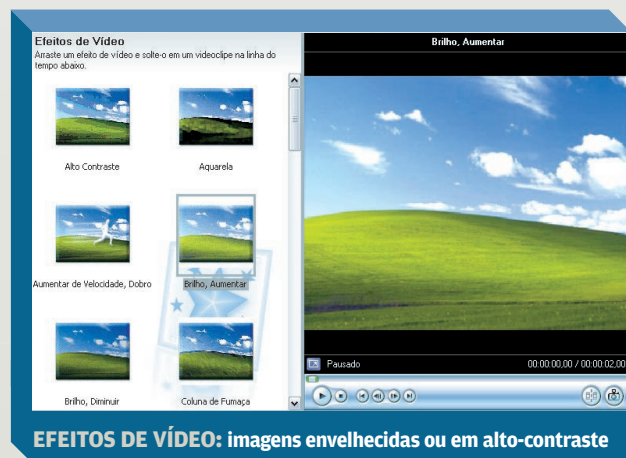 Efeitos de Vídeo
Arraste um efeito de vídeo e solte-o em um videoclipe na linha do
tempo abaixo.
Alto Contraste
Aquarela
Aumentar de Velocidade, Dobro
Brilho, Aumentar
Brilho, Diminuir
Coluna de Fumaça
Brilho, Aumentar
Pausado
00:00:00,00 / 00:00:02,00
EFEITOS DE VÍDEO: imagens envelhecidas ou em alto-contraste